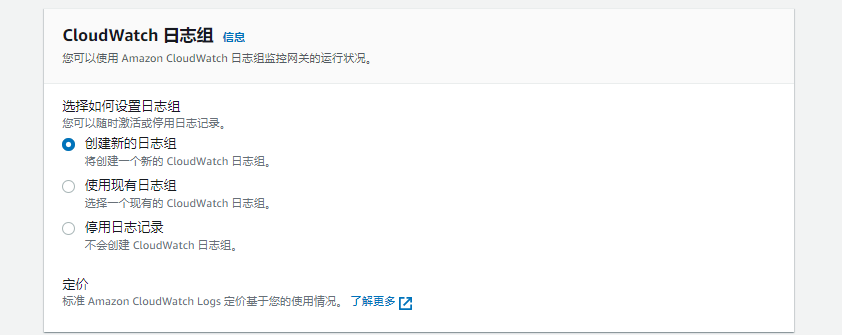 CloudWatch 日志组 信息
您可以使用 Amazon CloudWatch 日志组监控网关的运行状况。
选择如何设置日志组
您可以随时激活或停用日志记录。
创建新的日志组
将创建一个新的 CloudWatch 日志组。
使用现有日志组
选择一个现有的 CloudWatch 日志组。
停用日志记录
不会创建 CloudWatch 日志组。
定价
标准 Amazon CloudWatch Logs 定价基于您的使用情况。 了解更多